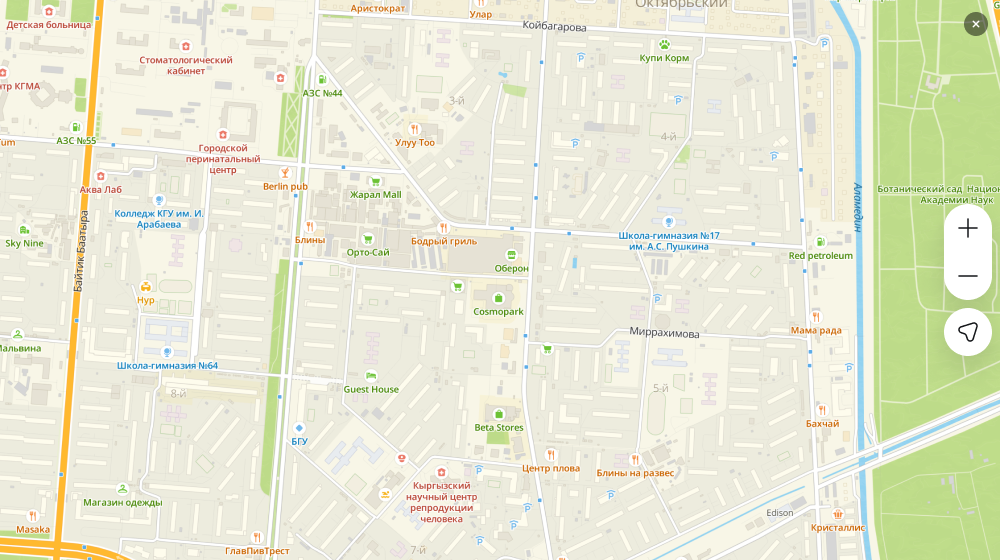 Аристократ
Улар
Октябрьский
Детская больница
Койбагарова
Стоматологический
кабинет
Купи Корм
нтр КГМА
АЗС №44
3-й
4-й
АЗС №55
Улуу Тоо
Городской
перинатальный
центр
Аква Лаб
Berlin pub
Жарал Mall
Аламедин
Ботанический сад Национ
Академии Наук
Колледж КГУ им. И.
Арабаева
Байтик Баатыра
Sky Nine
Блины
Орто-Сай
Бодрый гриль
Школа-гимназия №17
им. А.С. Пушкина
Red petroleum
Оберон
Нур
Cosmopark
Мама рада
Миррахимова
Мальвина
Школа-гимназия №64
8-й
Guest House
5-й
Beta Stores
Бахчай
БГУ
Центр плова
Блины на развес
Кыргызский
научный центр
репродукции
человека
Магазин одежды
Edison
Masaka
Кристаллис
ГлавПивТрест
7-й